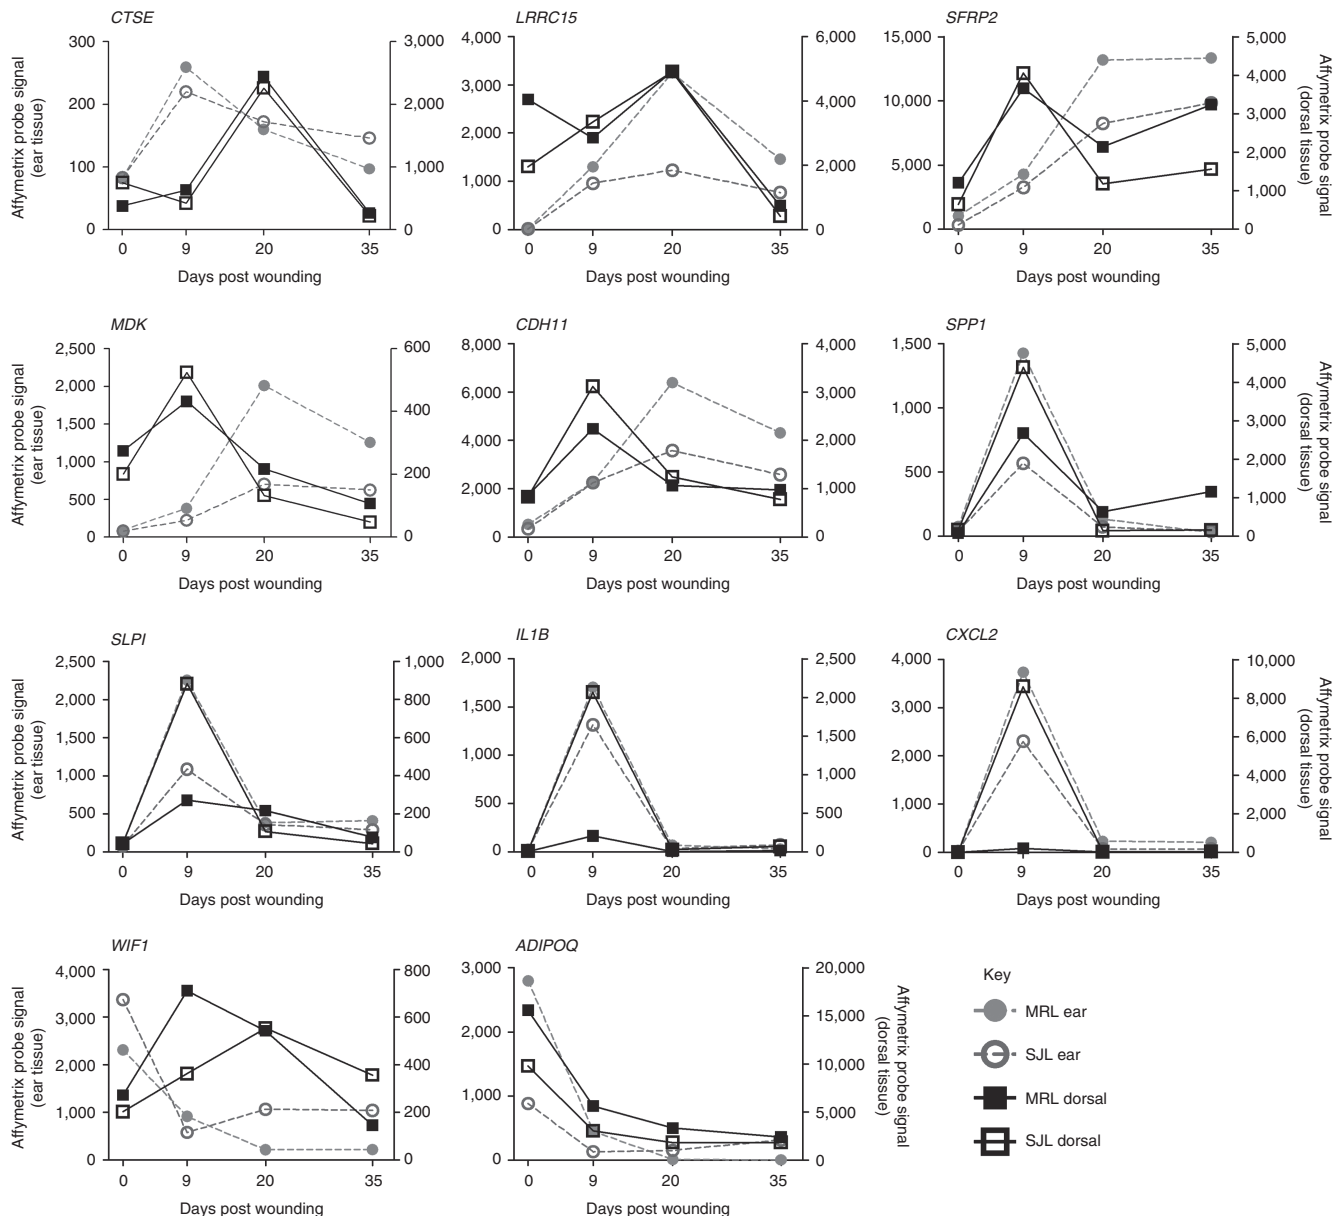 CTSE
LRRC15
SFRP2
Affymetrix probe signal
(ear tissue)
300
200
100
0
3,000
2,000
1,000
0
0 9 20 35
Days post wounding
4,000
3,000
2,000
1,000
0
6,000
4,000
2,000
0
0 9 20 35
Days post wounding
15,000
10,000
5,000
0
5,000
4,000
3,000
2,000
1,000
0
Affymetrix probe signal
(dorsal tissue)
0 9 20 35
Days post wounding
MDK
CDH11
SPP1
Affymetrix probe signal
(ear tissue)
2,500
2,000
1,500
1,000
500
0
600
400
200
0
0 9 20 35
Days post wounding
8,000
6,000
4,000
2,000
0
4,000
3,000
2,000
1,000
0
0 9 20 35
Days post wounding
1,500
1,000
500
0
5,000
4,000
3,000
2,000
1,000
0
Affymetrix probe signal
(dorsal tissue)
0 9 20 35
Days post wounding
SLPI
IL1B
CXCL2
Affymetrix probe signal
(ear tissue)
2,500
2,000
1,500
1,000
500
0
1,000
800
600
400
200
0
0 9 20 35
Days post wounding
2,000
1,500
1,000
500
0
2,500
2,000
1,500
1,000
500
0
0 9 20 35
Days post wounding
4,000
3,000
2,000
1,000
0
10,000
8,000
6,000
4,000
2,000
0
Affymetrix probe signal
(dorsal tissue)
0 9 20 35
Days post wounding
WIF1
ADIPOQ
Affymetrix probe signal
(ear tissue)
4,000
3,000
2,000
1,000
0
800
600
400
200
0
0 9 20 35
Days post wounding
3,000
2,000
1,000
0
20,000
15,000
10,000
5,000
0
Affymetrix probe signal
(dorsal tissue)
0 9 20 35
Days post wounding
Key
MRL ear
SJL ear
MRL dorsal
SJL dorsal